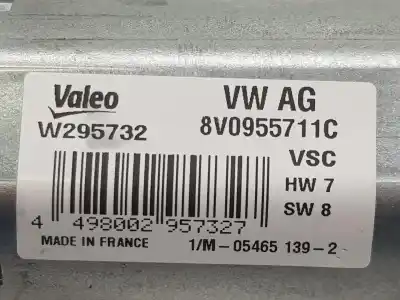 Valeo VW AG
W295732 8V0955711C
VSC
HW 7
SW 8
4 498002 957327
MADE IN FRANCE 1/M-05465 139-2